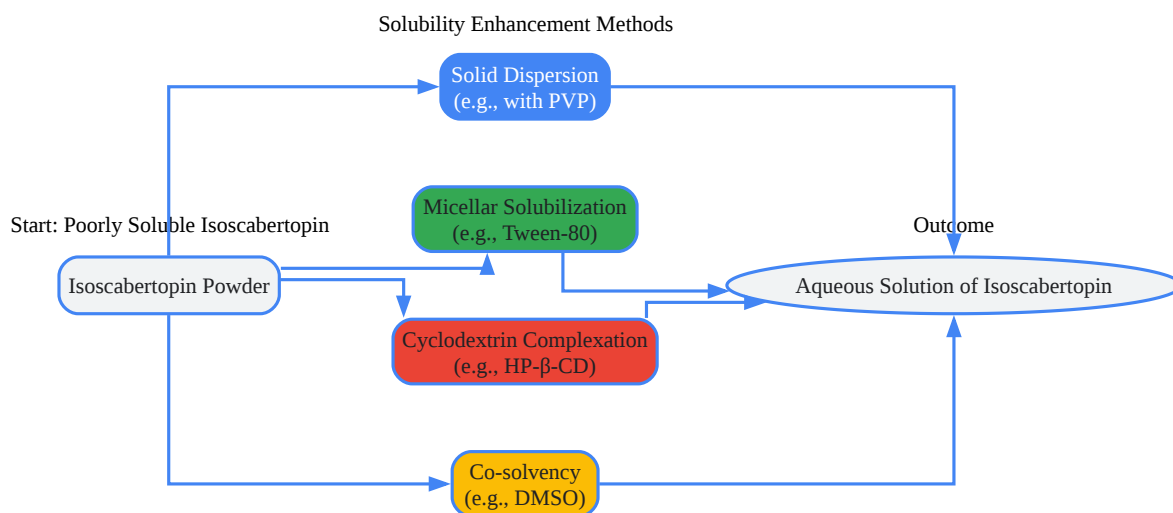 Solubility Enhancement Methods
Solid Dispersion
(e.g., with PVP)
Micellar Solubilization
(e.g., Tween-80)
Start: Poorly Soluble Isoscabertopin
Outcome
Isoscabertopin Powder
Aqueous Solution of Isoscabertopin
Cyclodextrin Complexation
(e.g., HP-β-CD)
Co-solvency
(e.g., DMSO)